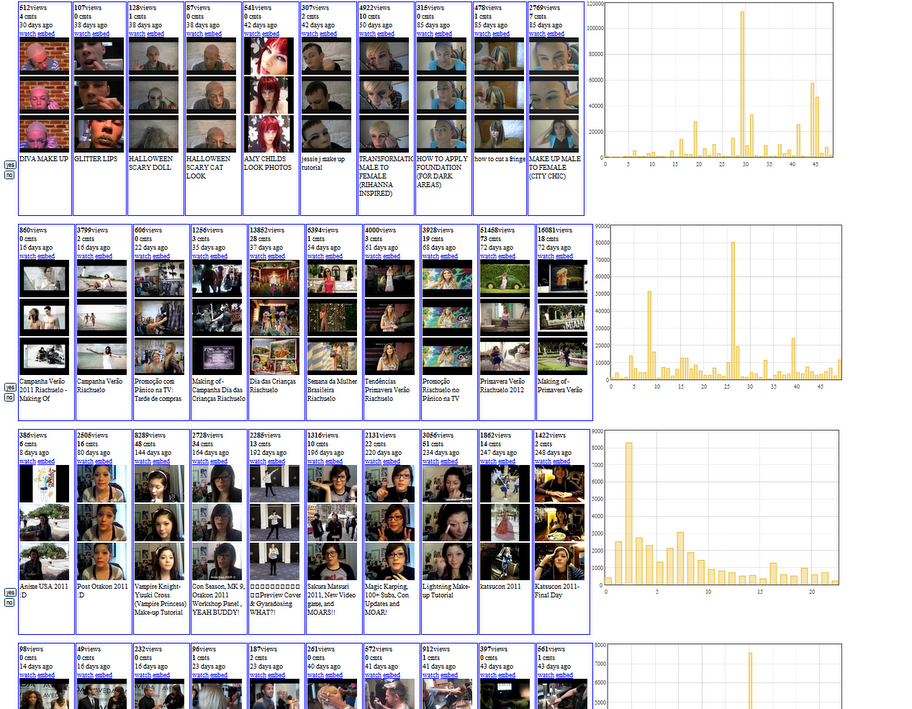 512views 107views 128views 87views 541views 307views 4922views 315views 478views 2769views
4 cmts 0 cmts 1 cmts 0 cmts 0 cmts 2 cmts 10 cmts 0 cmts 1 cmts 7 cmts
30 days ago 38 days ago 38 days ago 38 days ago 42 days ago 42 days ago 50 days ago 85 days ago 85 days ago 85 days ago
watch embed watch embed watch embed watch embed watch embed watch embed watch embed watch embed watch embed watch embed
yes
no
DIVA MAKE UP
GLITTER LIPS
HALLOWEEN
SCARY DOLL
HALLOWEEN
SCARY CAT
LOOK
AMY CHILDS
LOOK PHOTOS
jessie j make up
tutorial
TRANSFORMATIC
MALE TO
FEMALE
(RIHANNA
INSPIRED)
HOW TO APPLY
FOUNDATION
(FOR DARK
AREAS)
how to cut a fringe
MAKE UP MALE
TO FEMALE
(CITY CHIC)
120000
100000
80000
60000
40000
20000
0
0 5 10 15 20 25 30 35 40 45
860views 3799views 606views 1256views 13852views 6394views 4000views 3928views 51458views 16081views
0 cmts 2 cmts 0 cmts 3 cmts 28 cmts 1 cmts 3 cmts 19 cmts 73 cmts 18 cmts
16 days ago 16 days ago 22 days ago 35 days ago 37 days ago 54 days ago 61 days ago 68 days ago 72 days ago 72 days ago
watch embed watch embed watch embed watch embed watch embed watch embed watch embed watch embed watch embed watch embed
yes
no
Campanha Verão
2011 Riachuelo -
Making Of
Campanha Verão
Riachuelo
Promoção com
Pânico na TV:
Tarde de compras
Making of -
Campanha Dia das
Crianças Riachuelo
Dia das Crianças
Riachuelo
Semana da Mulher
Brasileira
Riachuelo
Tendências
Primavera Verão
Riachuelo
Promoção
Riachuelo no
Pânico na TV
Primavera Verão
Riachuelo 2012
Making of -
Primavera Verão
90000
80000
70000
60000
50000
40000
30000
20000
10000
0
0 5 10 15 20 25 30 35 40 45
386views 2505views 8289views 2728views 2285views 1316views 2131views 3056views 1862views 1422views
6 cmts 16 cmts 48 cmts 34 cmts 13 cmts 10 cmts 22 cmts 51 cmts 14 cmts 2 cmts
8 days ago 80 days ago 144 days ago 164 days ago 192 days ago 196 days ago 220 days ago 234 days ago 247 days ago 248 days ago
watch embed watch embed watch embed watch embed watch embed watch embed watch embed watch embed watch embed watch embed
yes
no
Anime USA 2011
:D
Post Otakon 2011
:D
Vampire Knight-
Yuuki Cross
(Vampire Princess)
Make-up Tutorial
Con Season, MK 9,
Otakon 2011
Workshop Panel ,
YEAH BUDDY!
Preview Cover
& Gyaradosing
WHAT?!
Sakura Matsuri
2011, New Video
game, and
MOARS!!
Magic Karping,
100+ Subs, Con
Updates and
MOAR!
Lightning Make-
up Tutorial
katsucon 2011
Katsucon 2011-
Final Day
9000
8000
7000
6000
5000
4000
3000
2000
1000
0
0 5 10 15 20
98views 49views 232views 96views 187views 261views 572views 912views 397views 561views
0 cmts 0 cmts 0 cmts 1 cmts 2 cmts 0 cmts 0 cmts 1 cmts 0 cmts 1 cmts
14 days ago 16 days ago 16 days ago 23 days ago 23 days ago 40 days ago 41 days ago 41 days ago 43 days ago 43 days ago
watch embed watch embed watch embed watch embed watch embed watch embed watch embed watch embed watch embed watch embed
8000
7000
6000
5000
4000